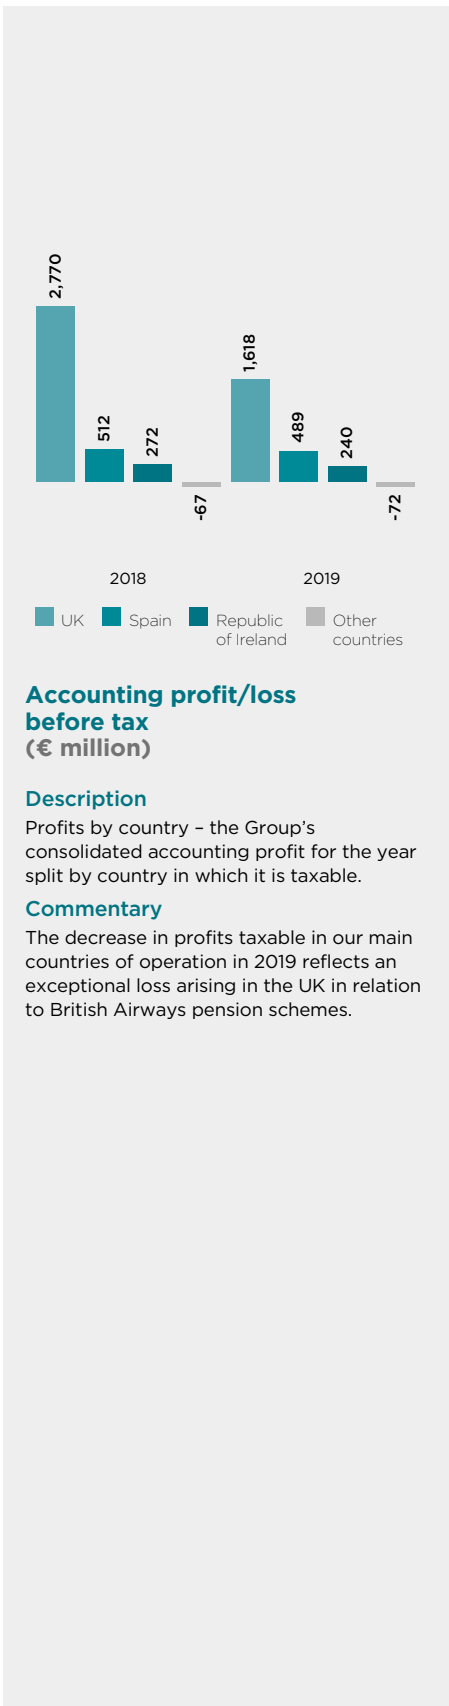 2,770
512
272
-67
1,618
489
240
-72
2018
2019
UK
Spain
Republic
of Ireland
Other
countries
Accounting profit/loss
before tax
(€ million)
Description
Profits by country – the Group’s
consolidated accounting profit for the year
split by country in which it is taxable.
Commentary
The decrease in profits taxable in our main
countries of operation in 2019 reflects an
exceptional loss arising in the UK in relation
to British Airways pension schemes.